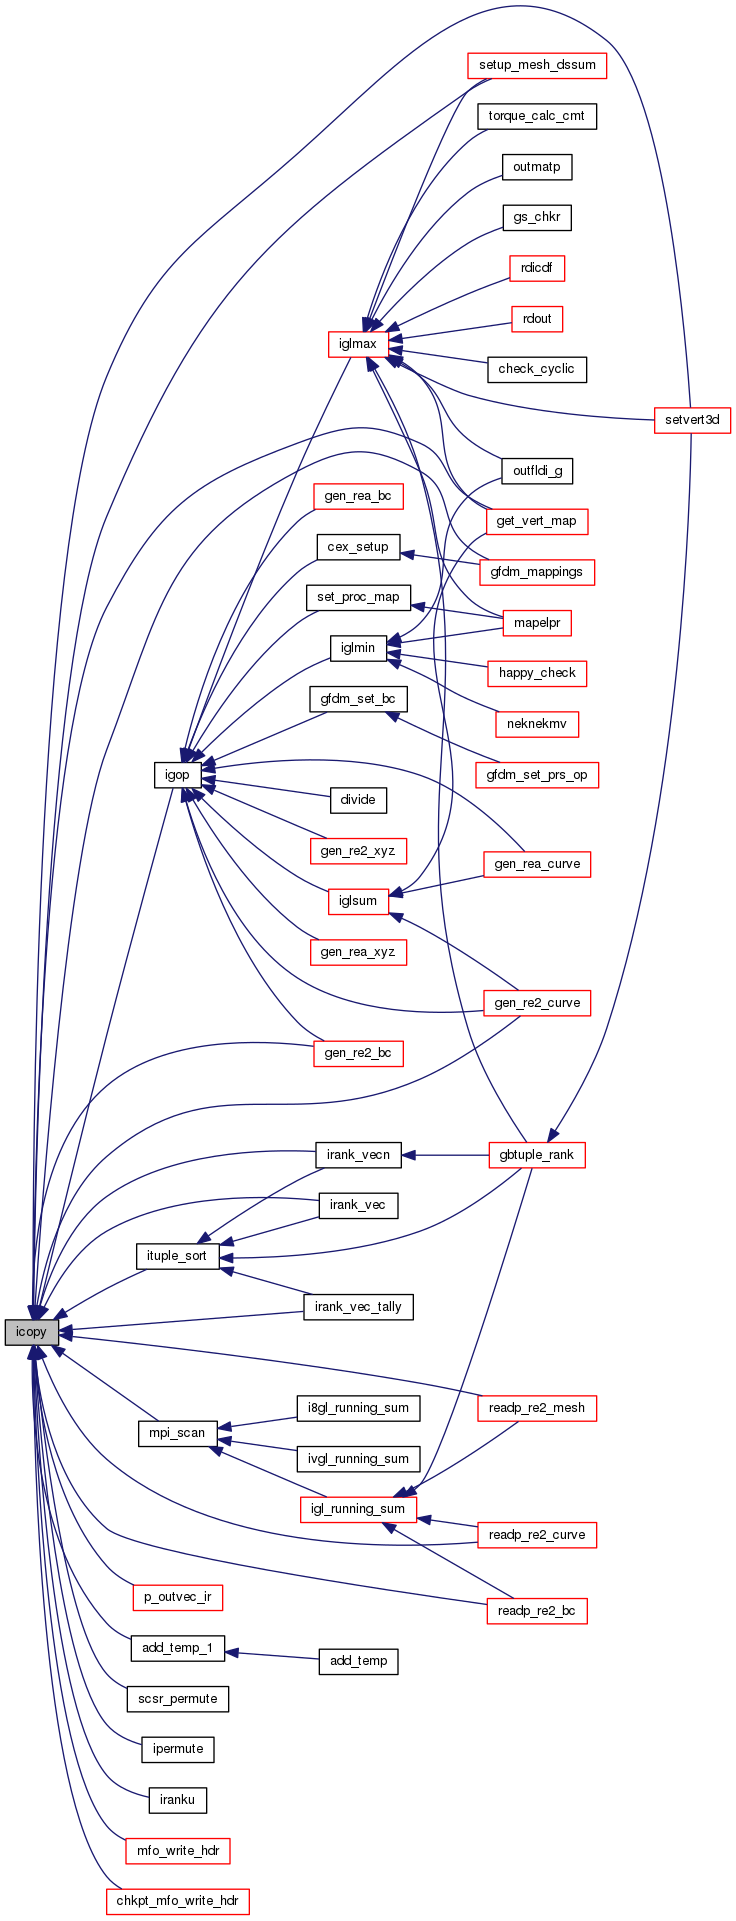 setup_mesh_dssum
torque_calc_cmt
outmatp
gs_chkr
rdicdf
rdout
iglmax
check_cyclic
setvert3d
outfldi_g
gen_rea_bc
get_vert_map
cex_setup
gfdm_mappings
set_proc_map
mapelpr
iglmin
happy_check
gfdm_set_bc
neknekmv
igop
gfdm_set_prs_op
divide
gen_re2_xyz
gen_rea_curve
iglsum
gen_rea_xyz
gen_re2_curve
gen_re2_bc
irank_vecn
gbtuple_rank
irank_vec
ituple_sort
irank_vec_tally
icopy
i8gl_running_sum
readp_re2_mesh
mpi_scan
ivgl_running_sum
igl_running_sum
readp_re2_curve
p_outvec_ir
readp_re2_bc
add_temp_1
add_temp
scsr_permute
ipermute
iranku
mfo_write_hdr
chkpt_mfo_write_hdr